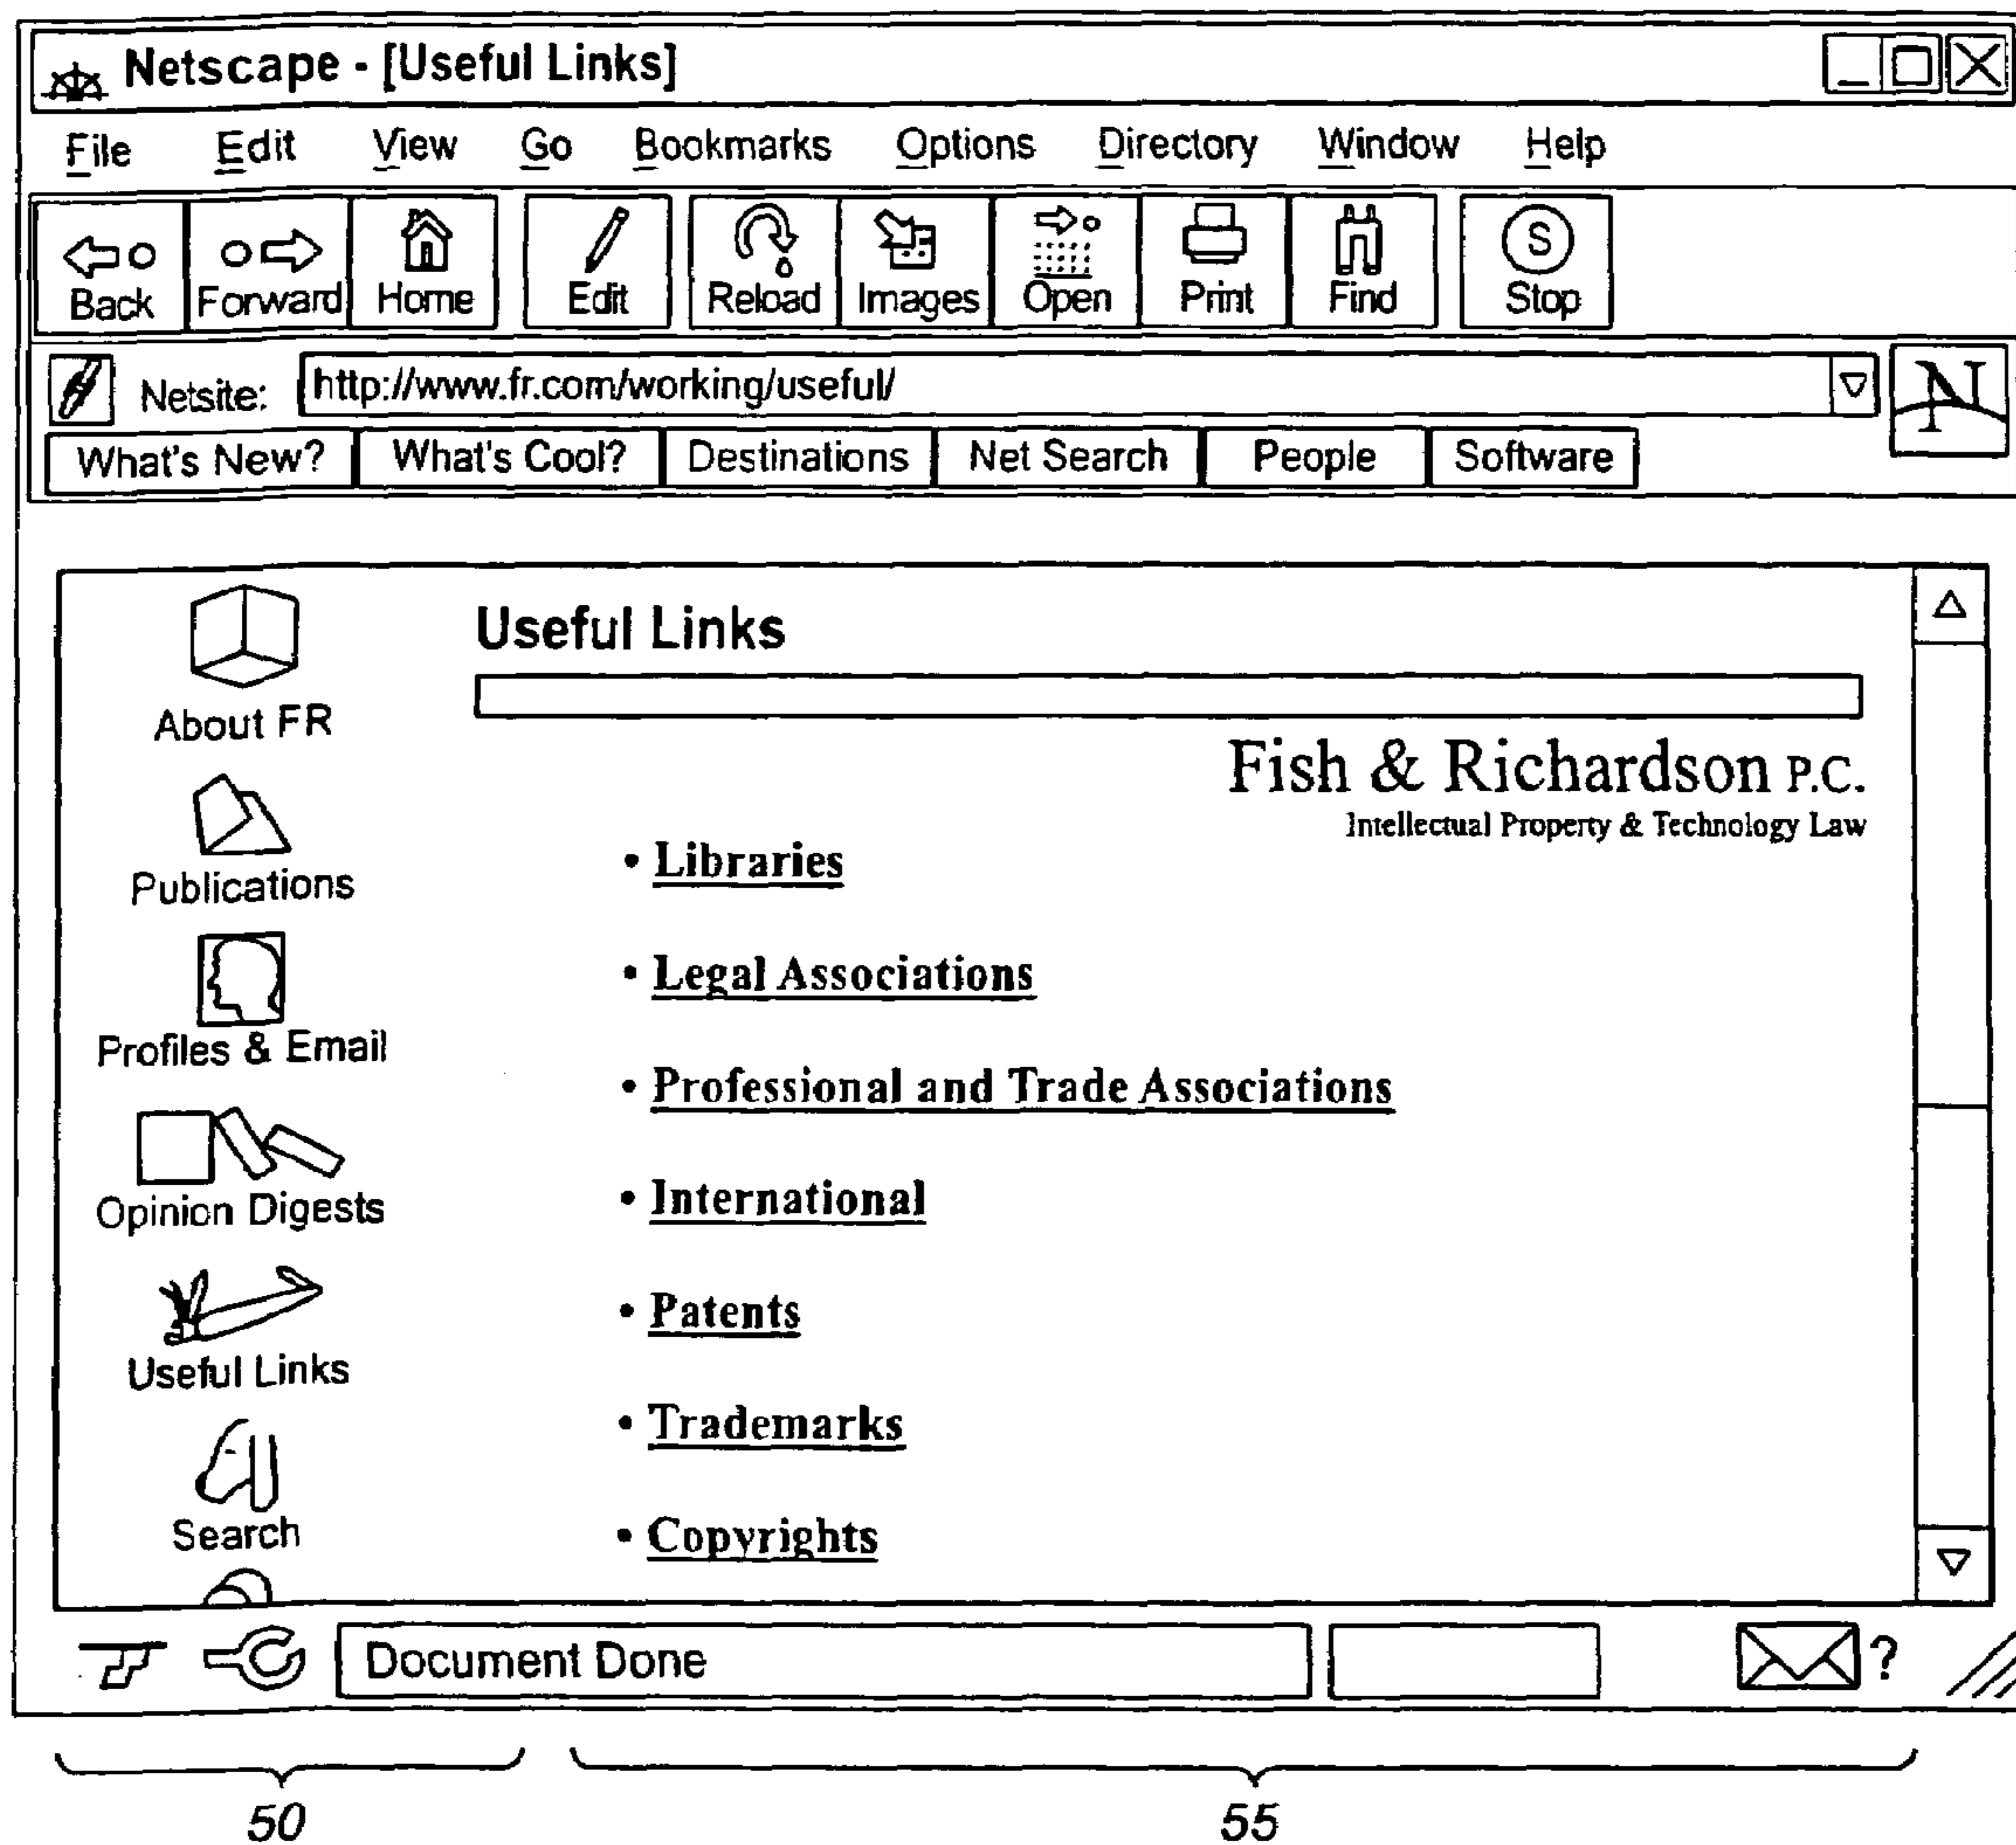 Netscape - [Useful Links]
File Edit View Go Bookmarks Options Directory Window Help
Back Forward Home Edit Reload Images Open Print Find Stop
S
Netsite: http://www.fr.com/working/useful/
N
What's New? What's Cool? Destinations Net Search People Software
Useful Links
About FR
Fish & Richardson P.C.
Intellectual Property & Technology Law
Publications
Profiles & Email
Opinion Digests
Useful Links
Search
• Libraries
• Legal Associations
• Professional and Trade Associations
• International
• Patents
• Trademarks
• Copyrights
Document Done
?
50
55